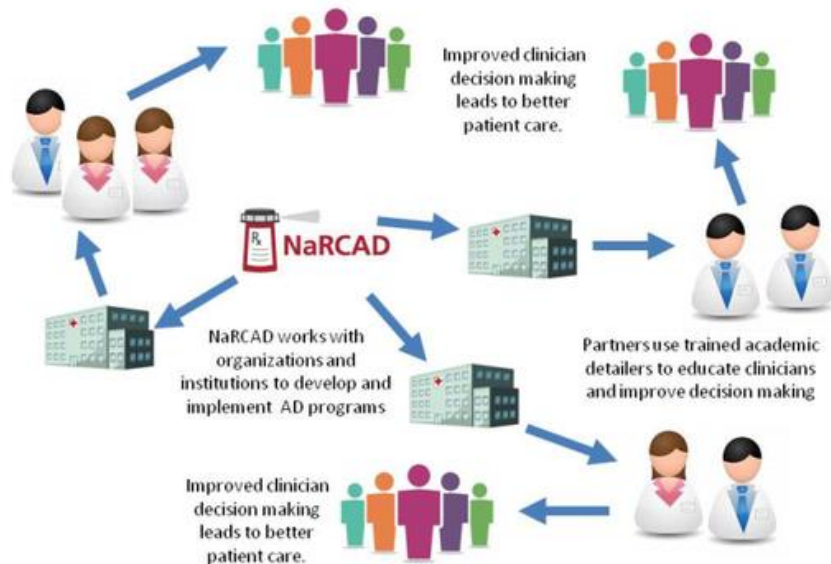 Improved clinician
decision making
leads to better
patient care.
Rx
NaRCAD
NaRCAD works with
organizations and
institutions to develop and
implement AD programs
Partners use trained academic
detailers to educate clinicians
and improve decision making
Improved clinician
decision making
leads to better
patient care.